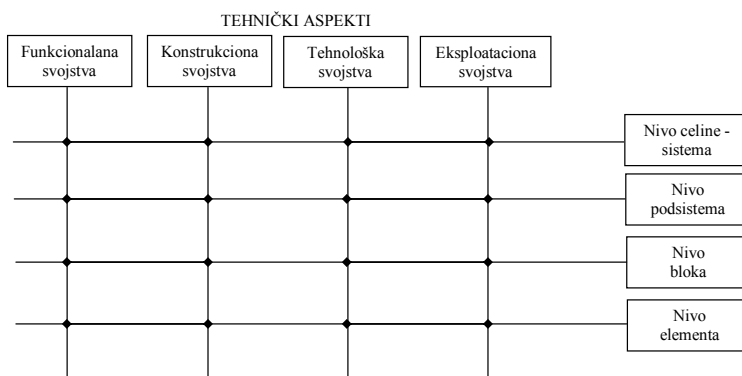 TEHNIČKI ASPEKTI
Funkcionalana
svojstva
Konstrukciona
svojstva
Tehnološka
svojstva
Eksploataciona
svojstva
Nivo celine -
sistema
Nivo
podsistema
Nivo
bloka
Nivo
elementa